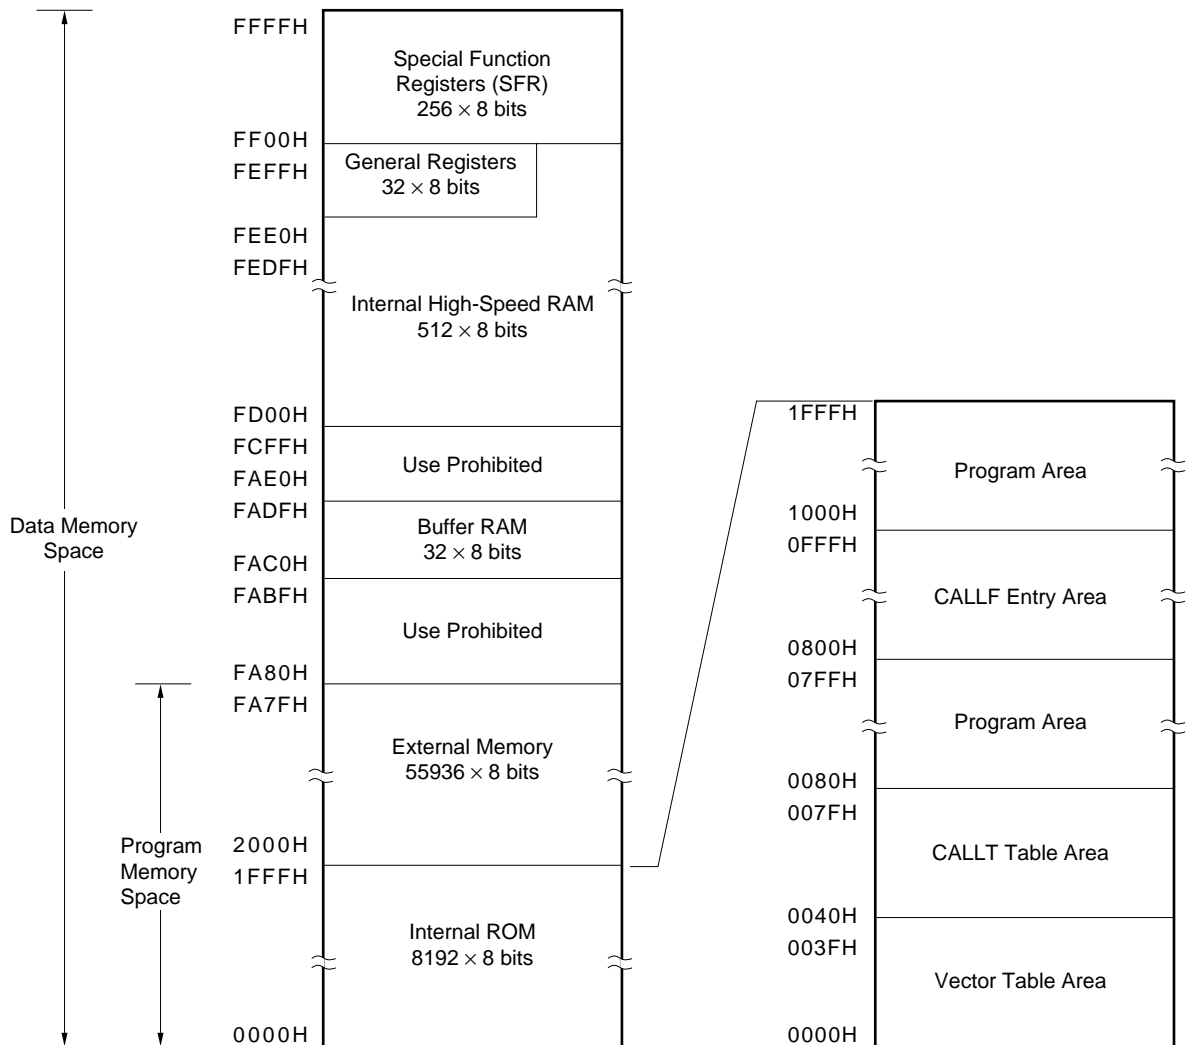 FFFFH
Special Function
Registers (SFR)
256 × 8 bits
FF00H
FEFFH
General Registers
32 × 8 bits
FEE0H
FEDFH
Internal High-Speed RAM
512 × 8 bits
FD00H
FCFFH
Use Prohibited
FAE0H
FADFH
Buffer RAM
32 × 8 bits
FAC0H
FABFH
Use Prohibited
FA80H
FA7FH
External Memory
55936 × 8 bits
2000H
1FFFH
Internal ROM
8192 × 8 bits
0000H
Data Memory
Space
Program
Memory
Space
1FFFH
Program Area
1000H
0FFFH
CALLF Entry Area
0800H
07FFH
Program Area
0080H
007FH
CALLT Table Area
0040H
003FH
Vector Table Area
0000H